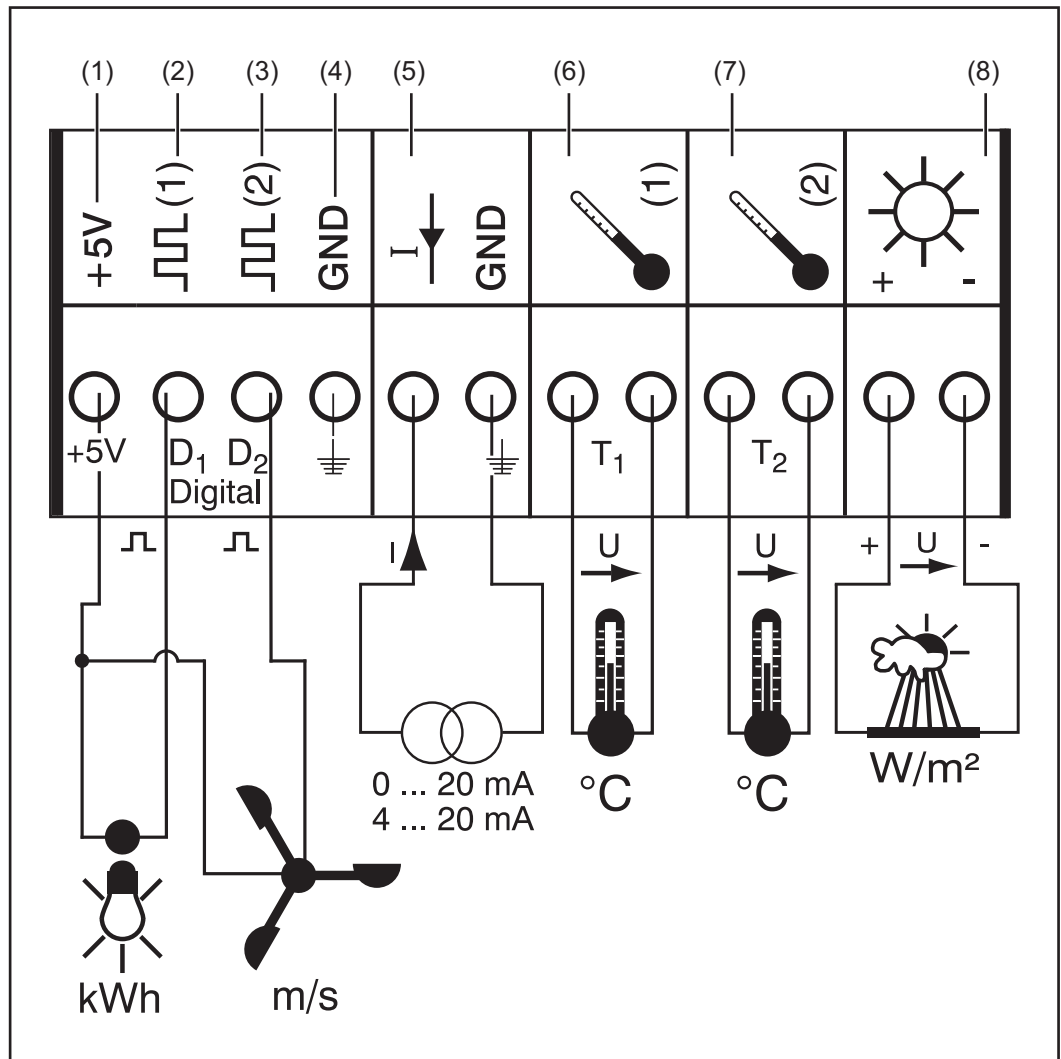 (1) (2) (3) (4) (5) (6) (7) (8)
+5V (1) (2) GND I GND (1) (2) + -
+5V D₁ D₂ T₁ T₂
Digital
I U U + U -
0 ... 20 mA °C °C W/m²
4 ... 20 mA
kWh m/s